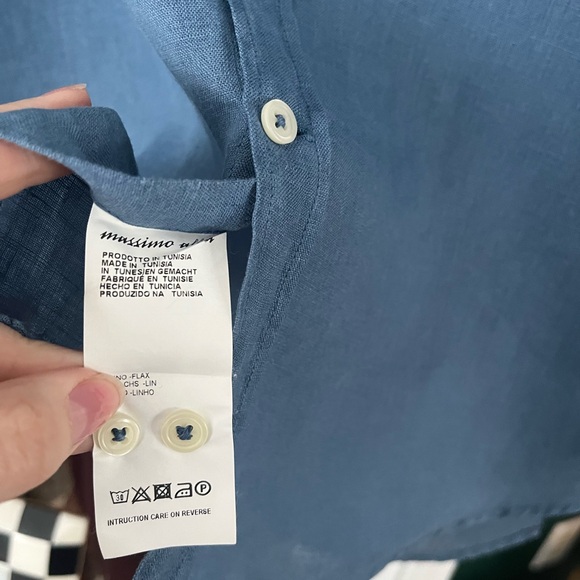 massimo
PRODOTTO IN TUNISIA
MADE IN TUNISIA
IN TUNESIEN GEMACHT
FABRIQUÉ EN TUNISIE
HECHO EN TUNICIA
PRODUZIDO NA TUNISIA
-FLAX
-LIN
-LINHO
30
P
INTRUCTION CARE ON REVERSE